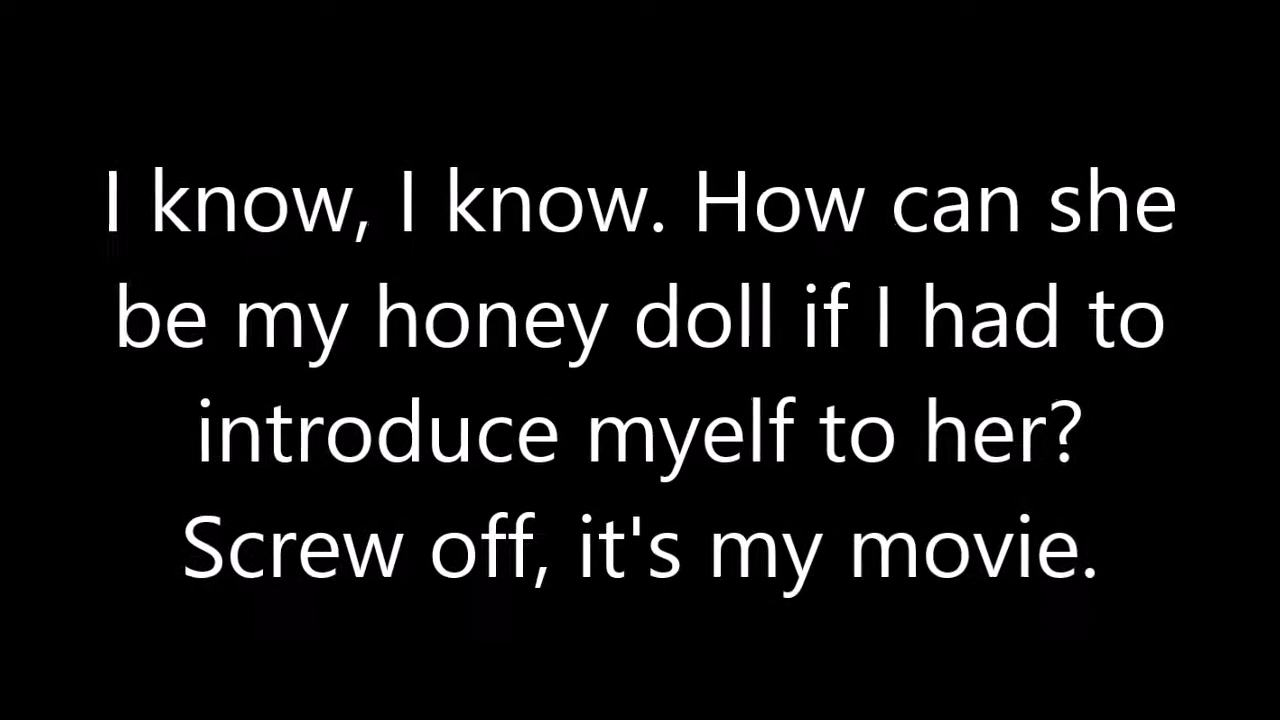 I know, I know. How can she
be my honey doll if I had to
introduce myelf to her?
Screw off, it's my movie.